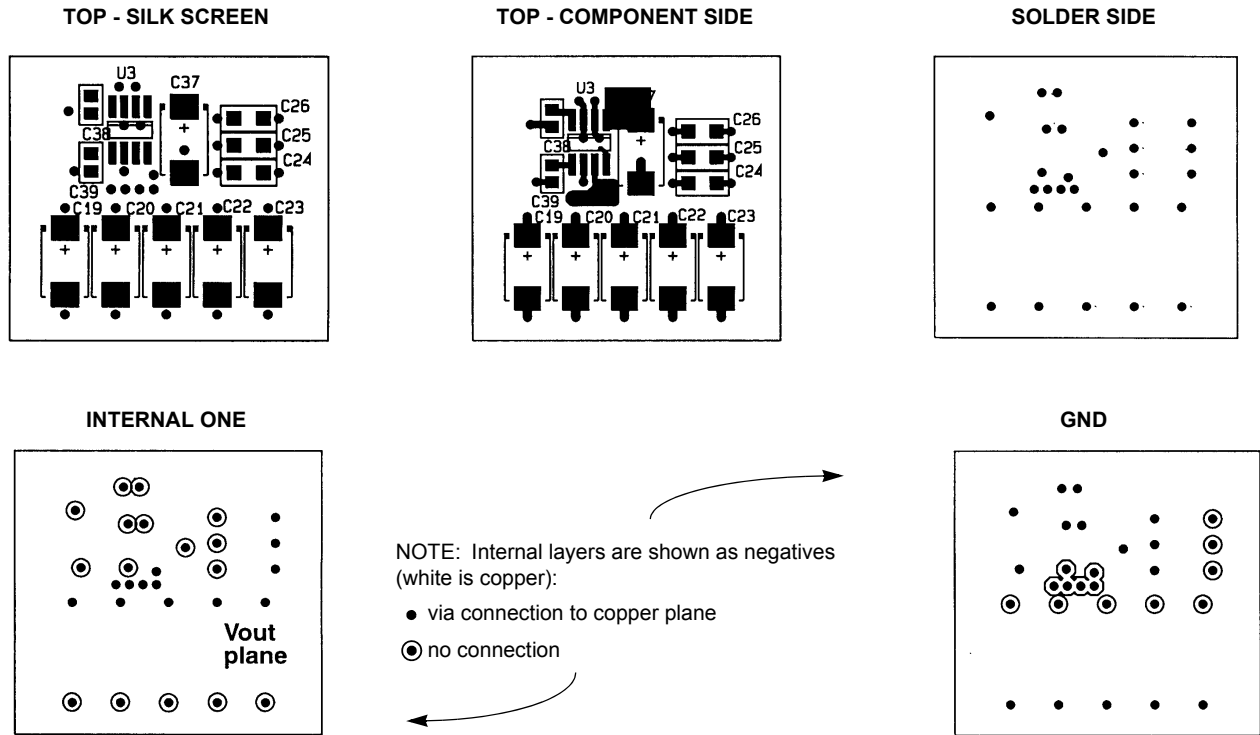 TOP - SILK SCREEN
TOP - COMPONENT SIDE
SOLDER SIDE
U3
C37
C26
C25
C24
C38
C39
C19
C20
C21
C22
C23
+
+
+
+
+
+
U3
7
C26
C25
C24
C38
C39
C19
C20
C21
C22
C23
+
+
+
+
+
+
INTERNAL ONE
GND
Vout
plane
NOTE: Internal layers are shown as negatives
(white is copper):
via connection to copper plane
no connection